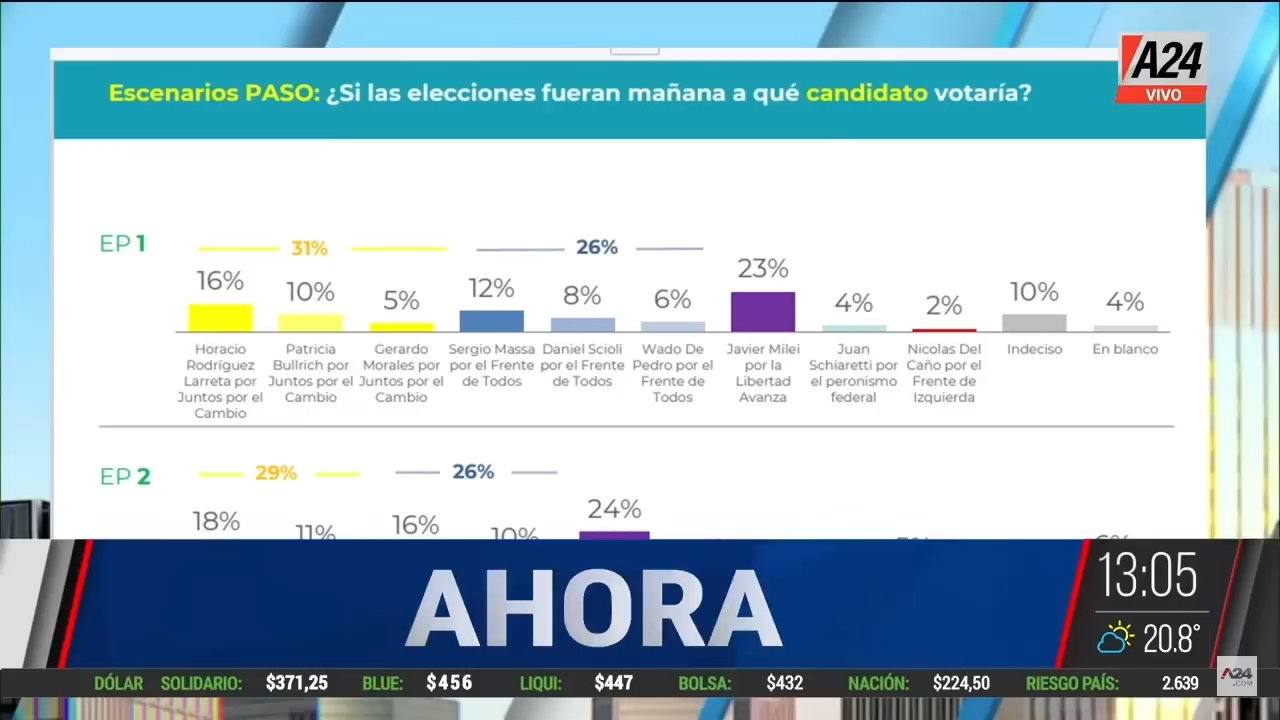 Escenarios PASO: ¿Si las elecciones fueran mañana a qué candidato votaría?
A24
VIVO
EP 1
31%
26%
16%
10%
5%
12%
8%
6%
23%
4%
2%
10%
4%
Horacio
Rodríguez
Larreta por
Juntos por el
Cambio
Patricia
Bullrich por
Juntos por el
Cambio
Gerardo
Morales por
Juntos por el
Cambio
Sergio Massa
por el Frente
de Todos
Daniel Scioli
por el Frente
de Todos
Wado De
Pedro por el
Frente de
Todos
Javier Milei
por la
Libertad
Avanza
Juan
Schiaretti por
el peronismo
federal
Nicolas Del
Caño por el
Frente de
Izquierda
Indeciso
En blanco
EP 2
29%
26%
18%
11%
16%
10%
24%
AHORA
13:05
20.8°
DÓLAR SOLIDARIO: $371,25 BLUE: $456 LIQUI: $447 BOLSA: $432 NACIÓN: $224,50 RIESGO PAÍS: 2.639
A24
.COM